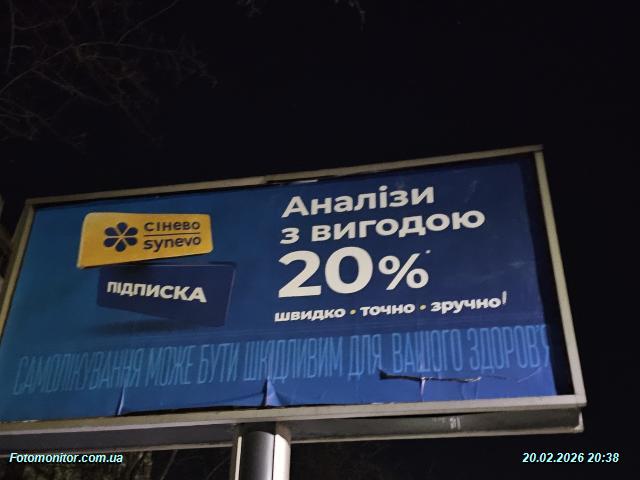 сінево
synevo
ПІДПИСКА
Аналізи
з вигодою
20%*
швидко • точно • зручно!
САМОЛІКУВАННЯ МОЖЕ БУТИ ШКІДЛИВИМ ДЛЯ ВАШОГО ЗДОРОВ'Я
Fotomonitor.com.ua
20.02.2026 20:38